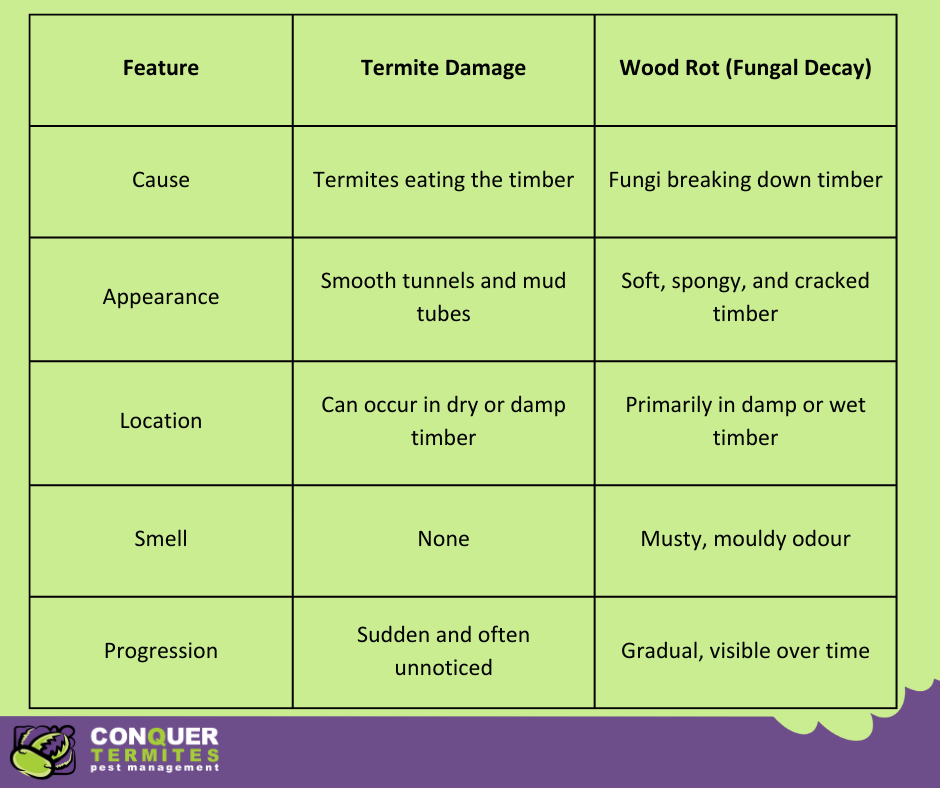 Feature
Termite Damage
Wood Rot (Fungal Decay)
Cause
Termites eating the timber
Fungi breaking down timber
Appearance
Smooth tunnels and mud
tubes
Soft, spongy, and cracked
timber
Location
Can occur in dry or damp
timber
Primarily in damp or wet
timber
Smell
None
Musty, mouldy odour
Progression
Sudden and often
unnoticed
Gradual, visible over time
CONQUER
TERMITES
pest management